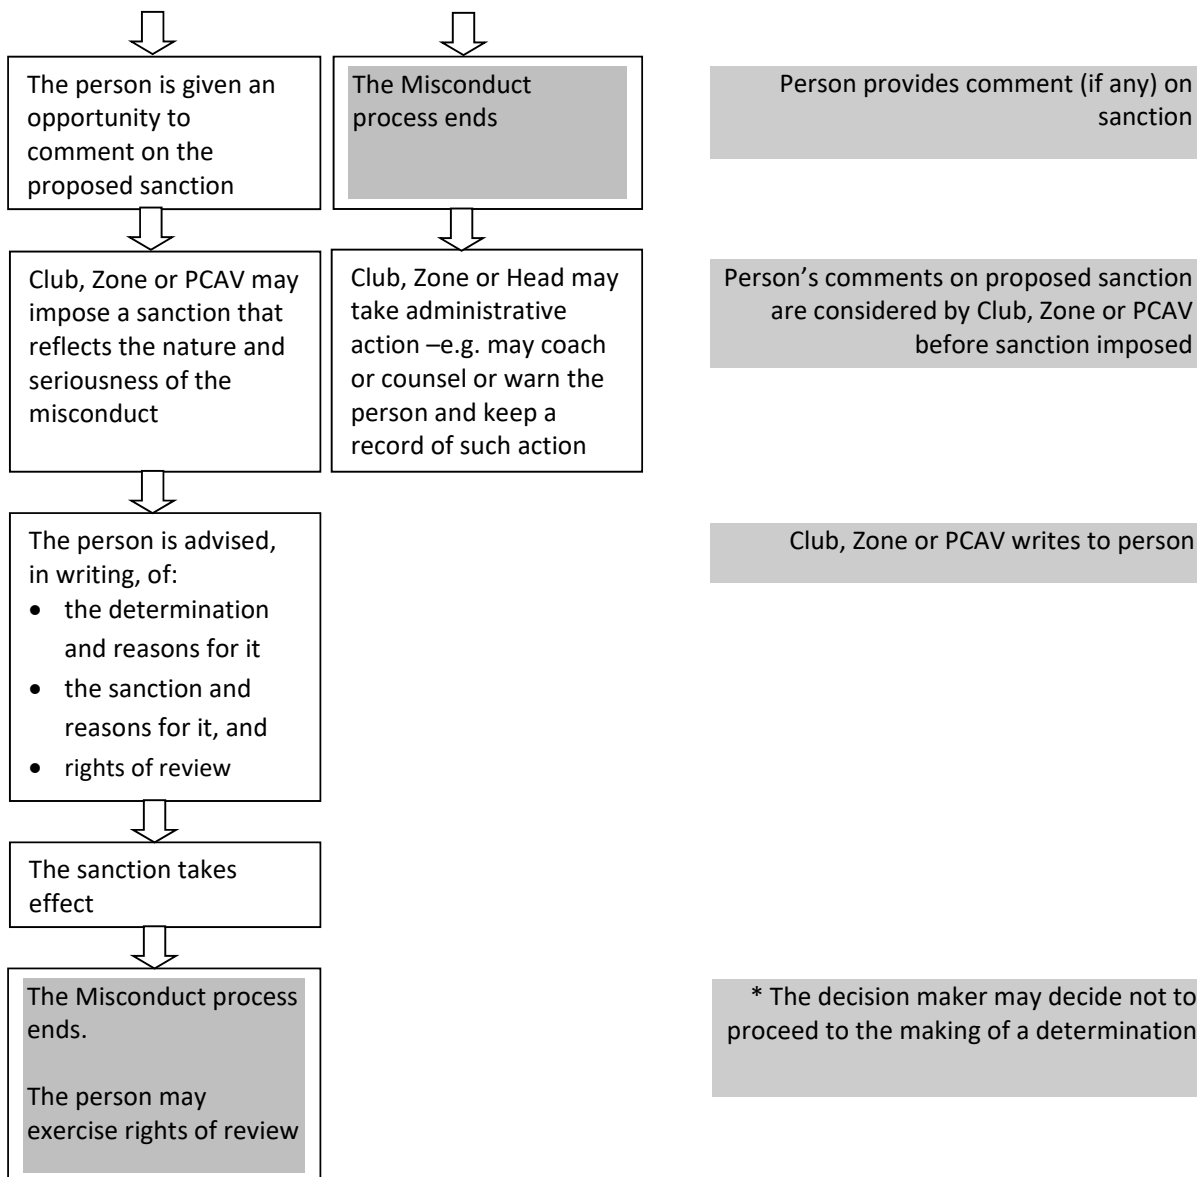 The person is given an
opportunity to
comment on the
proposed sanction
The Misconduct
process ends
Person provides comment (if any) on
sanction
Club, Zone or PCAV may
impose a sanction that
reflects the nature and
seriousness of the
misconduct
Club, Zone or Head may
take administrative
action –e.g. may coach
or counsel or warn the
person and keep a
record of such action
Person’s comments on proposed sanction
are considered by Club, Zone or PCAV
before sanction imposed
The person is advised,
in writing, of:
• the determination
and reasons for it
• the sanction and
reasons for it, and
• rights of review
Club, Zone or PCAV writes to person
The sanction takes
effect
The Misconduct process
ends.
The person may
exercise rights of review
* The decision maker may decide not to
proceed to the making of a determination